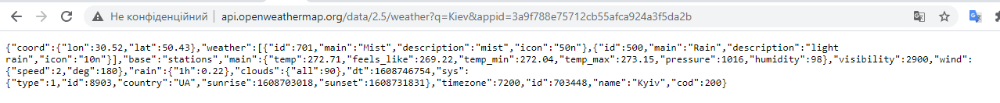 Не конфіденційний | api.openweathermap.org/data/2.5/weather?q=Kiev&appid=3a9f788e75712cb55afca924a3f5da2b
{"coord":{"lon":30.52,"lat":50.43},"weather":[{"id":701,"main":"Mist","description":"mist","icon":"50n"},{"id":500,"main":"Rain","description":"light
rain","icon":"10n"}],"base":"stations","main":{"temp":272.71,"feels_like":269.22,"temp_min":272.04,"temp_max":273.15,"pressure":1016,"humidity":98},"visibility":2900,"wind":
{"speed":2,"deg":180},"rain":{"1h":0.22},"clouds":{"all":90},"dt":1608746754,"sys":
{"type":1,"id":8903,"country":"UA","sunrise":1608703018,"sunset":1608731831},"timezone":7200,"id":703448,"name":"Kyiv","cod":200}